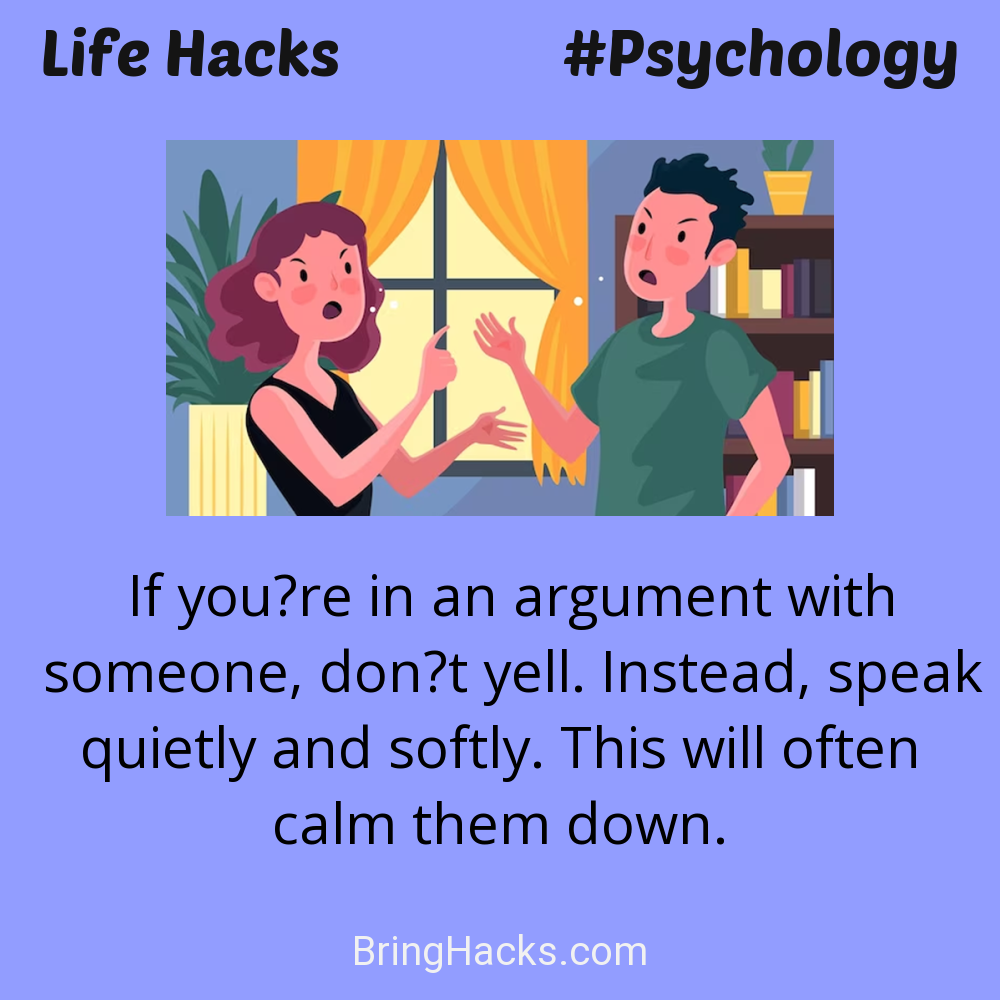 Life Hacks #Psychology
If you?re in an argument with
someone, don?t yell. Instead, speak
quietly and softly. This will often
calm them down.
BringHacks.com